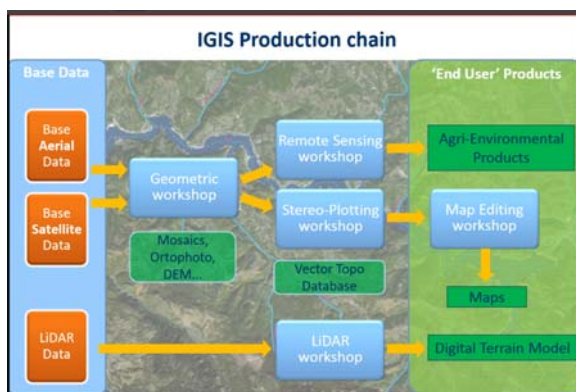 IGIS Production chain
Base Data
'End User' Products
Base
Aerial
Data
Remote Sensing
workshop
Agri-Environmental
Products
Geometric
workshop
Base
Satellite
Data
Stereo-Plotting
workshop
Map Editing
workshop
Mosaics,
Ortophoto,
DEM...
Vector Topo
Database
Maps
LiDAR
Data
LiDAR
workshop
Digital Terrain Model